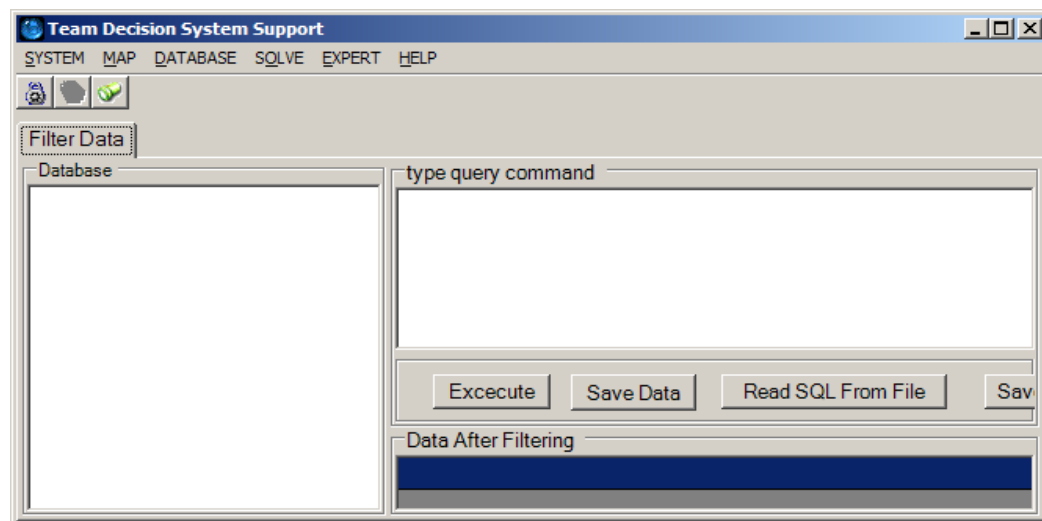 Team Decision System Support
SYSTEM MAP DATABASE SOLVE EXPERT HELP
Filter Data
Database
type query command
Excecute Save Data Read SQL From File Sav
Data After Filtering